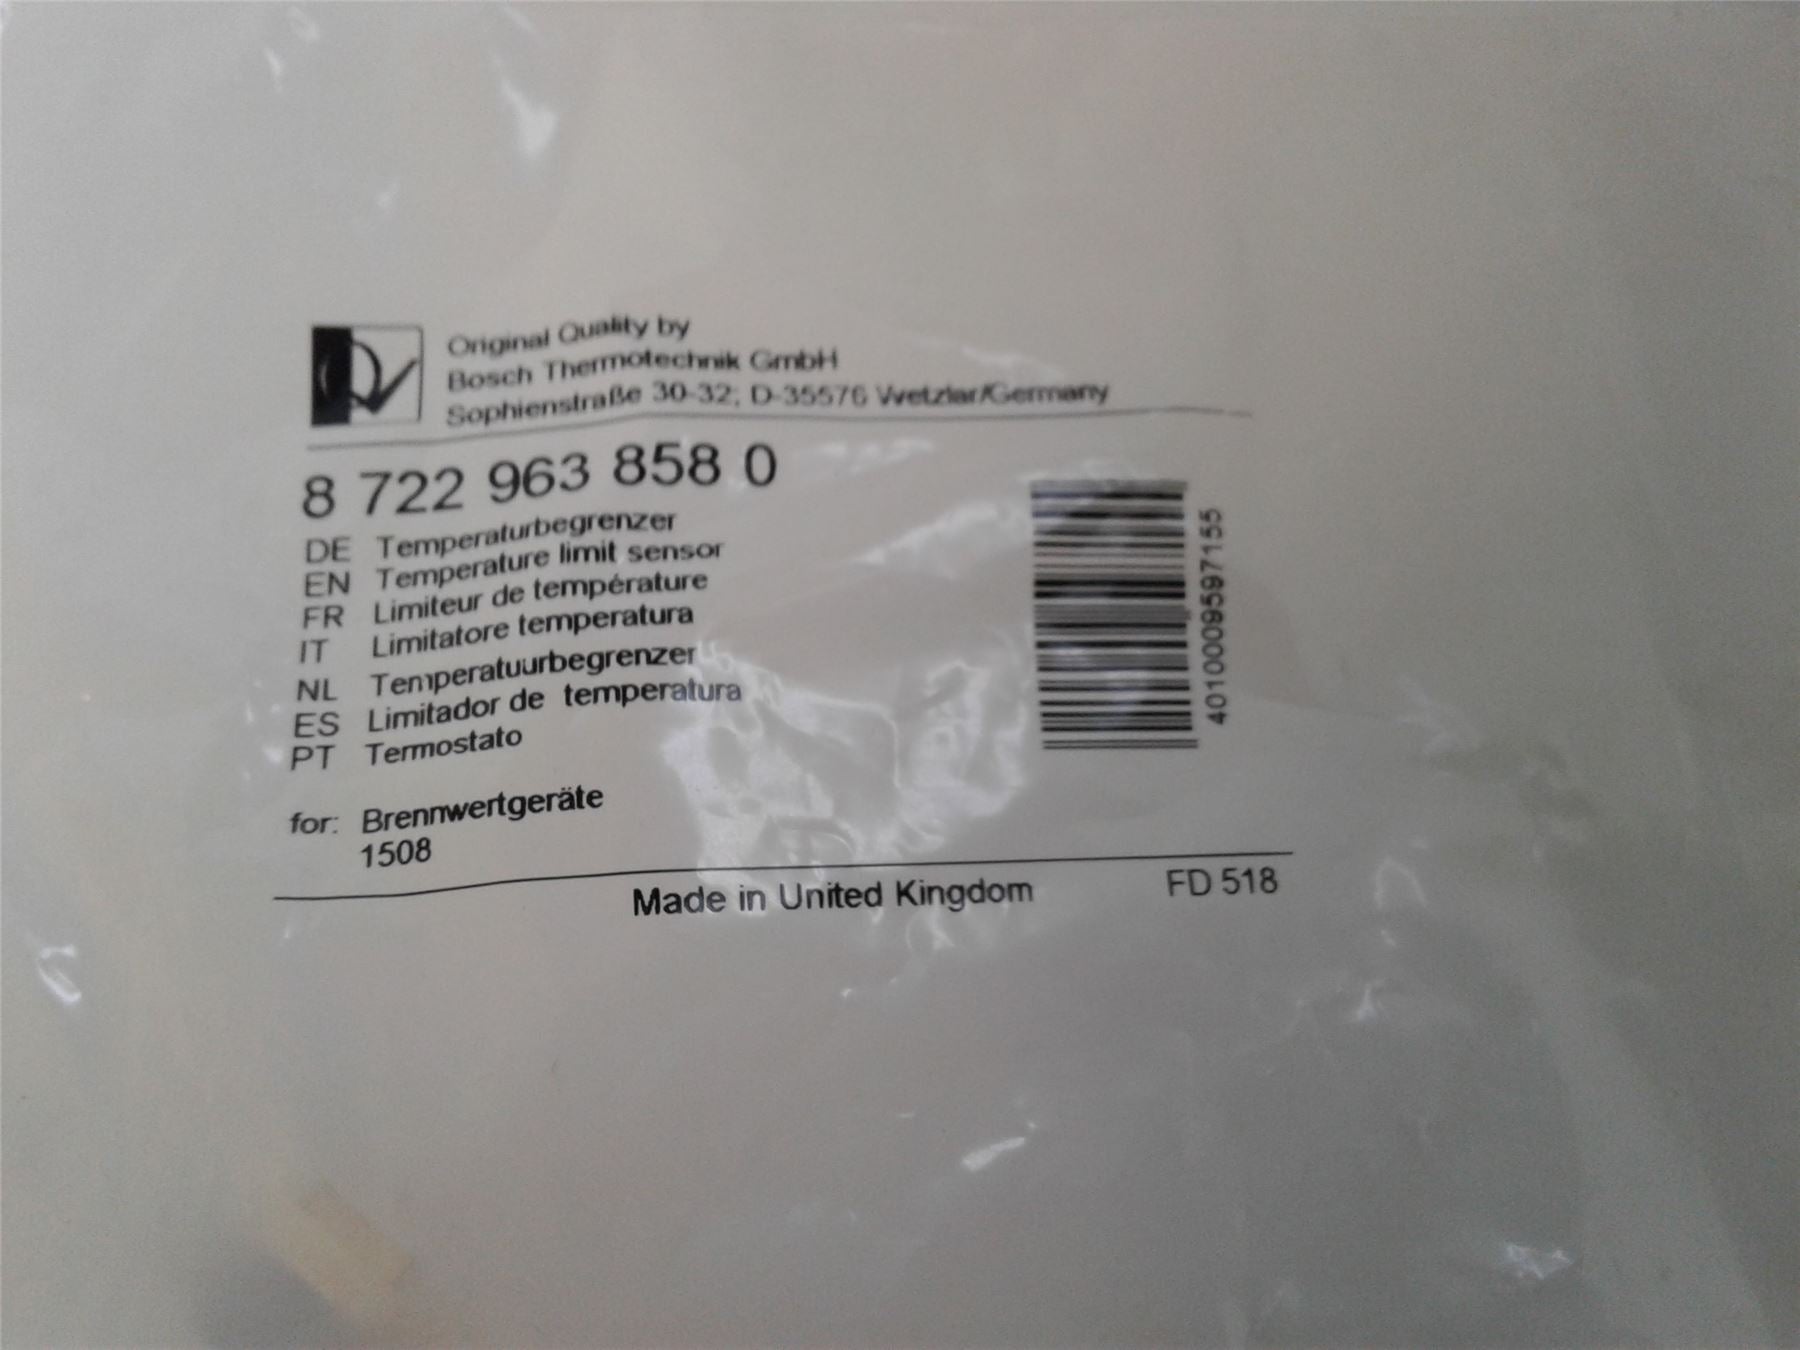 Original Quality by
Bosch Thermotechnik GmbH
Sophienstraße 30-32; D-35576 Wetzlar/Germany
8 722 963 858 0
DE Temperaturbegrenzer
EN Temperature limit sensor
FR Limiteur de température
IT Limitatore temperatura
NL Temperatuurbegrenzer
ES Limitador de temperatura
PT Termostato
for: Brennwertgeräte
1508
Made in United Kingdom FD 518
4010009597155